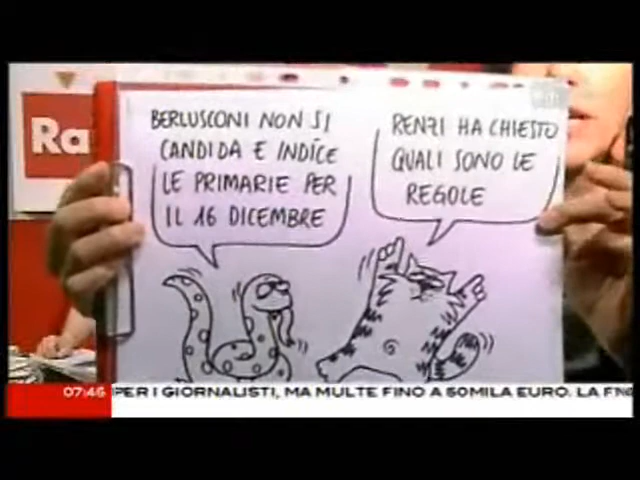 Ra
BERLUSCONI NON SI
CANDIDA E INDICE
LE PRIMARIE PER
IL 16 DICEMBRE
RENZI HA CHIESTO
QUALI SONO LE
REGOLE
07:46
PER I GIORNALISTI, MA MULTE FINO A 50MILA EURO. LA FN